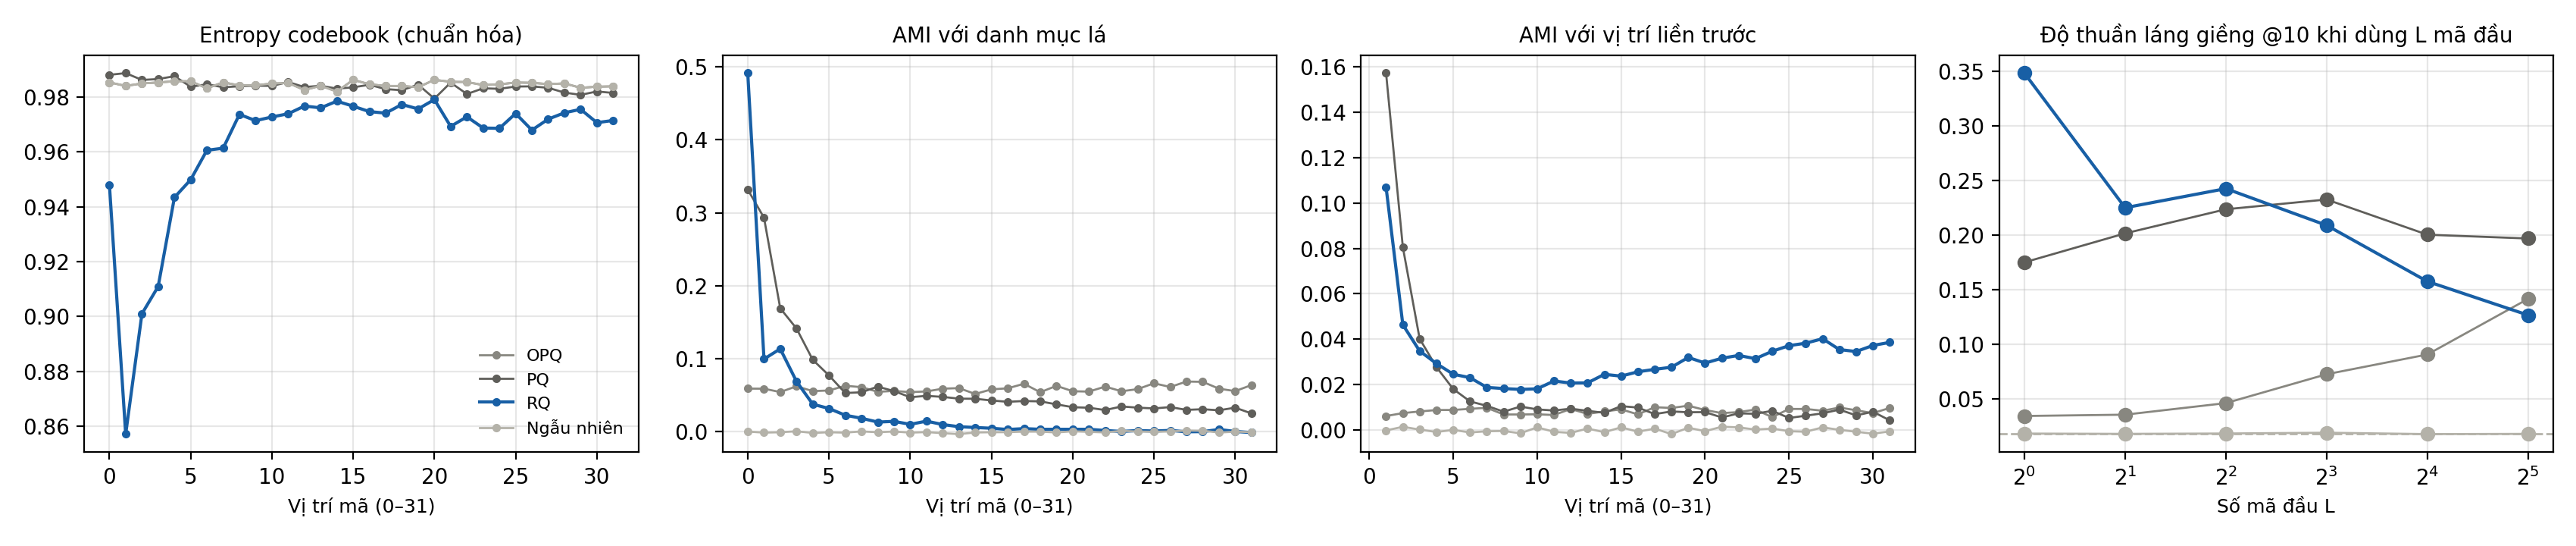 Entropy codebook (chuẩn hóa)
0.98
0.96
0.94
0.92
0.90
0.88
0.86
OPQ
PQ
RQ
Ngẫu nhiên
0 5 10 15 20 25 30
Vị trí mã (0–31)
AMI với danh mục lá
0.5
0.4
0.3
0.2
0.1
0.0
0 5 10 15 20 25 30
Vị trí mã (0–31)
AMI với vị trí liền trước
0.16
0.14
0.12
0.10
0.08
0.06
0.04
0.02
0.00
0 5 10 15 20 25 30
Vị trí mã (0–31)
Độ thuần láng giềng @10 khi dùng L mã đầu
0.35
0.30
0.25
0.20
0.15
0.10
0.05
2⁰ 2¹ 2² 2³ 2⁴ 2⁵
Số mã đầu L